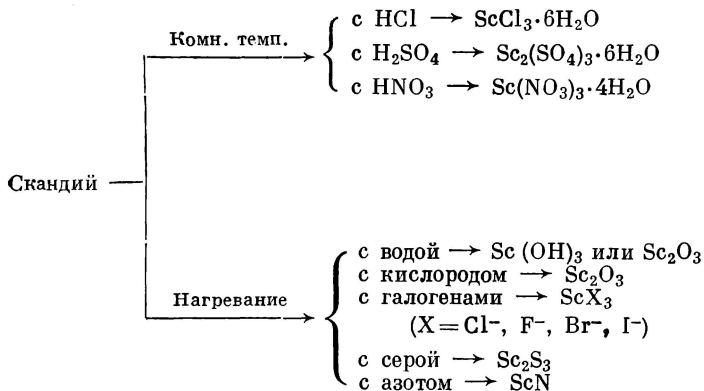 Комн. темп.
с HCl → ScCl₃·6H₂O
с H₂SO₄ → Sc₂(SO₄)₃·6H₂O
с HNO₃ → Sc(NO₃)₃·4H₂O
Скандий
Нагревание
с водой → Sc (OH)₃ или Sc₂O₃
с кислородом → Sc₂O₃
с галогенами → ScX₃
(X = Cl⁻, F⁻, Br⁻, I⁻)
с серой → Sc₂S₃
с азотом → ScN